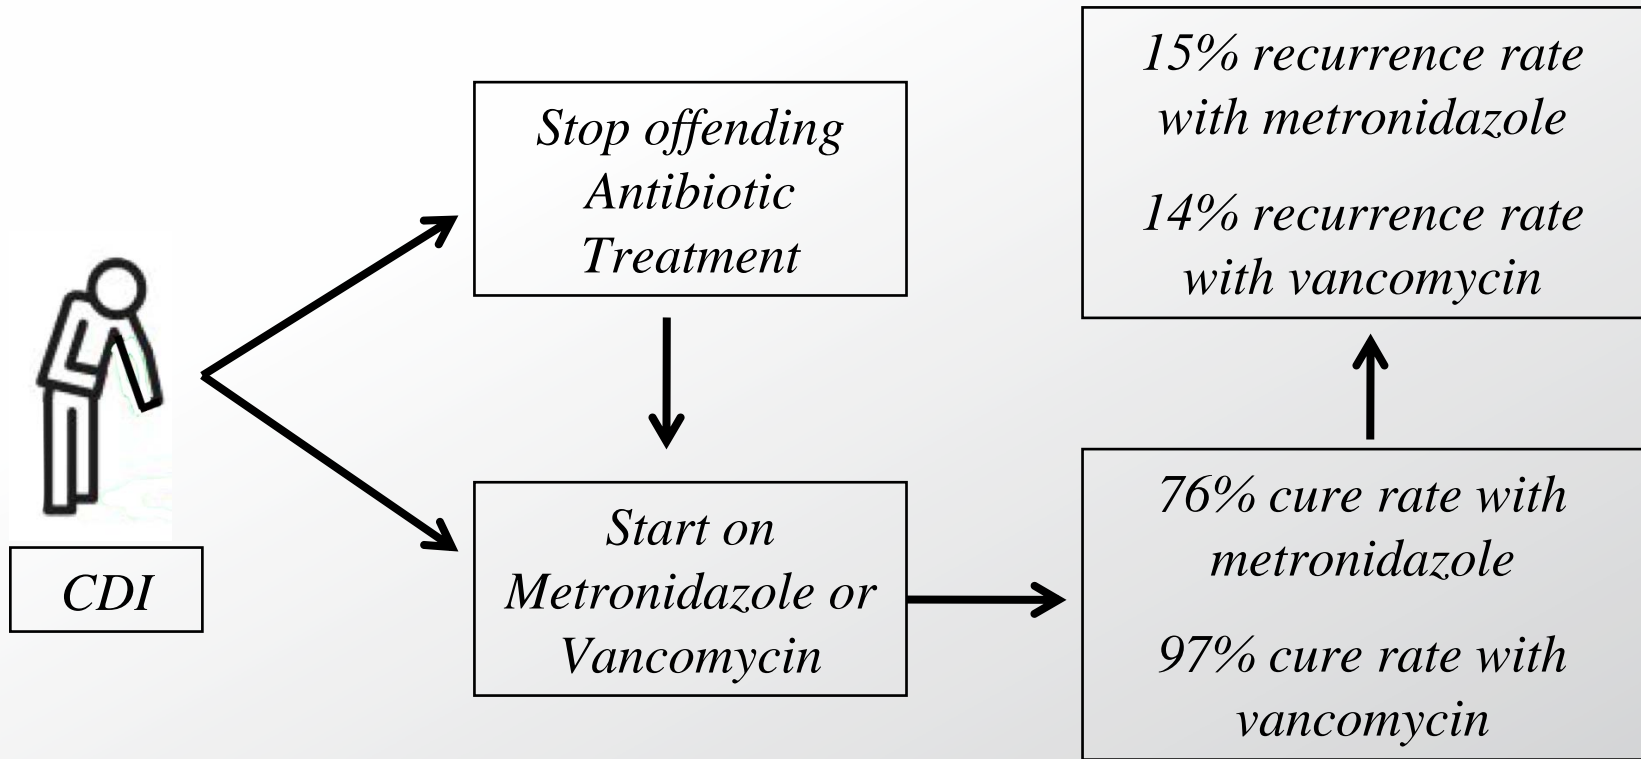 CDI
Stop offending
Antibiotic
Treatment
Start on
Metronidazole or
Vancomycin
76% cure rate with
metronidazole
97% cure rate with
vancomycin
15% recurrence rate
with metronidazole
14% recurrence rate
with vancomycin